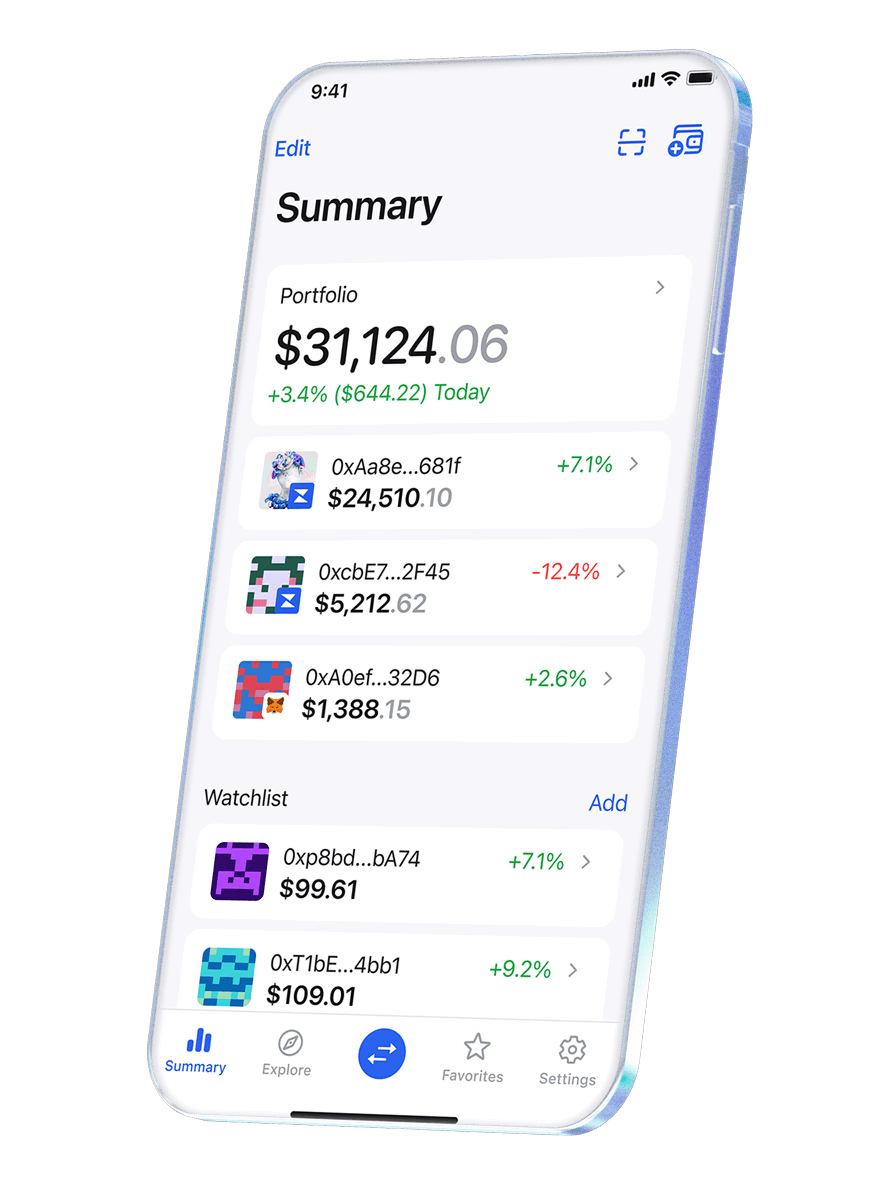 9:41
Edit
Summary
Portfolio
$31,124.06
+3.4% ($644.22) Today
0xAa8e...681f
+7.1%
$24,510.10
0xcbE7...2F45
-12.4%
$5,212.62
0xA0ef...32D6
+2.6%
$1,388.15
Watchlist
Add
0xp8bd...bA74
+7.1%
$99.61
0xT1bE...4bb1
+9.2%
$109.01
Summary
Explore
Favorites
Settings